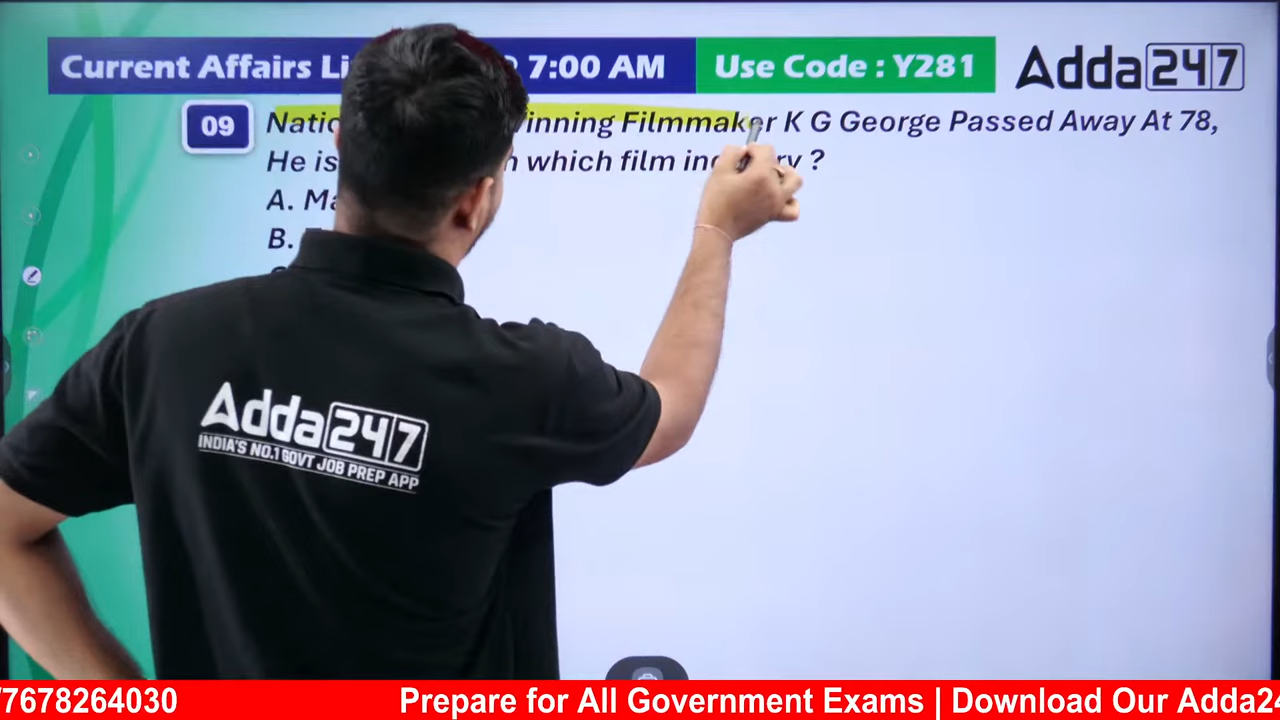 Current Affairs Li 7:00 AM
Use Code : Y281
Adda247
09
Natio inning Filmmaker K G George Passed Away At 78,
He is n which film in ry ?
A. Ma
B.
Adda247
INDIA'S NO.1 GOVT JOB PREP APP
7678264030 Prepare for All Government Exams | Download Our Adda24